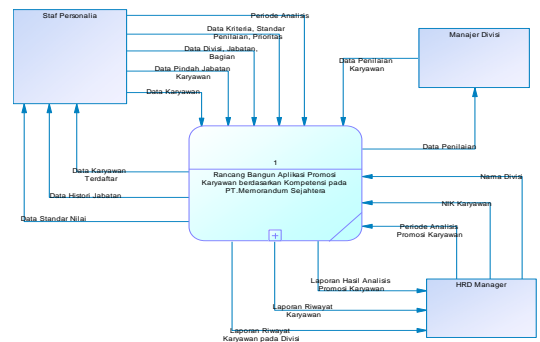 Staf Personalia
Periode Analisis
Data Kriteria, Standar
Penilaian, Prioritas
Data Divisi, Jabatan,
Bagian
Data Pindah Jabatan
Karyawan
Data Karyawan
Manajer Divisi
Data Penilaian
Karyawan
Data Penilaian
1
Rancang Bangun Aplikasi Promosi
Karyawan berdasarkan Kompetensi pada
PT.Memorandum Sejahtera
Data Karyawan
Terdaftar
Data Histori Jabatan
Data Standar Nilai
Nama Divisi
NIK Karyawan
Periode Analisis
Promosi Karyawan
HRD Manager
Laporan Hasil Analisis
Promosi Karyawan
Laporan Riwayat
Karyawan
Laporan Riwayat
Karyawan pada Divisi